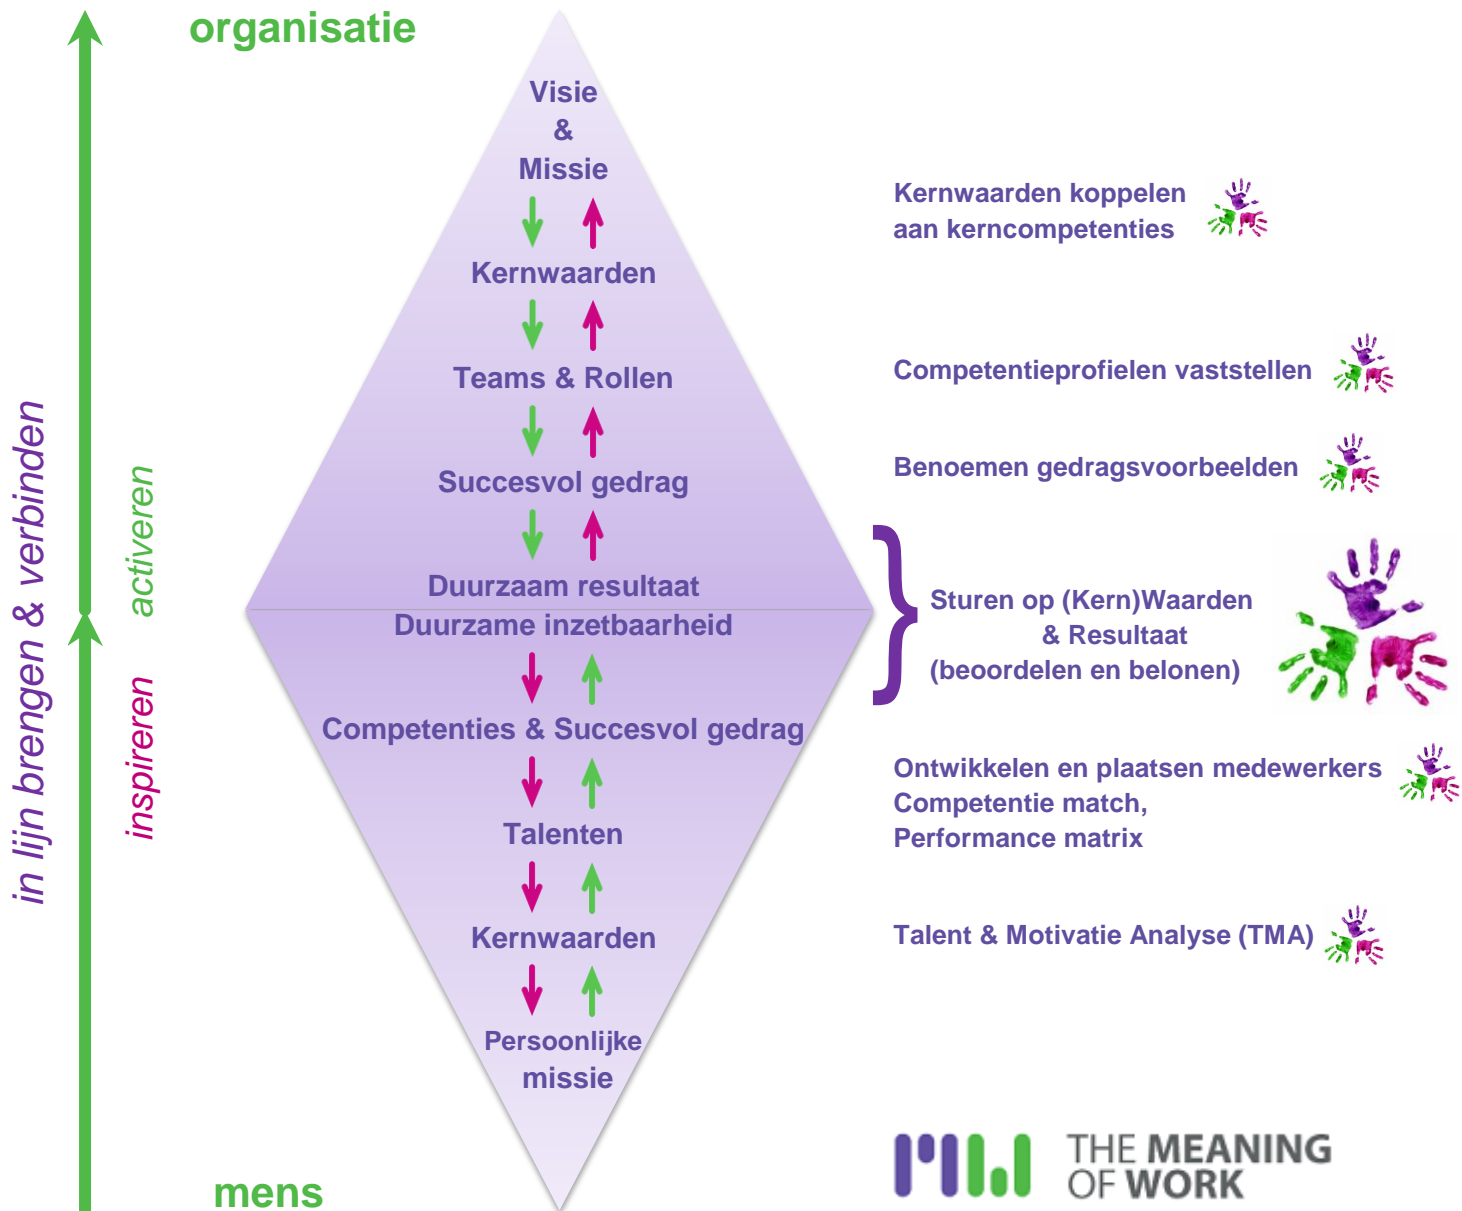 organisatie
in lijn brengen & verbinden
activeren
inspireren
mens
Visie
&
Missie
Kernwaarden
Teams & Rollen
Succesvol gedrag
Duurzaam resultaat
Duurzame inzetbaarheid
Competenties & Succesvol gedrag
Talenten
Kernwaarden
Persoonlijke
missie
Kernwaarden koppelen
aan kerncompetenties
Competentieprofielen vaststellen
Benoemen gedragsvoorbeelden
} Sturen op (Kern)Waarden
& Resultaat
(beoordelen en belonen)
Ontwikkelen en plaatsen medewerkers
Competentie match,
Performance matrix
Talent & Motivatie Analyse (TMA)
MW
THE MEANING
OF WORK